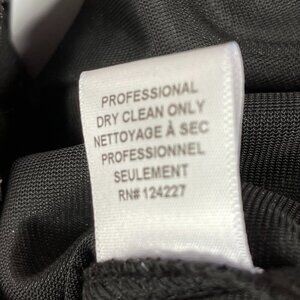 PROFESSIONAL
DRY CLEAN ONLY
NETTOYAGE À SEC
PROFESSIONNEL
SEULEMENT
RN# 124227